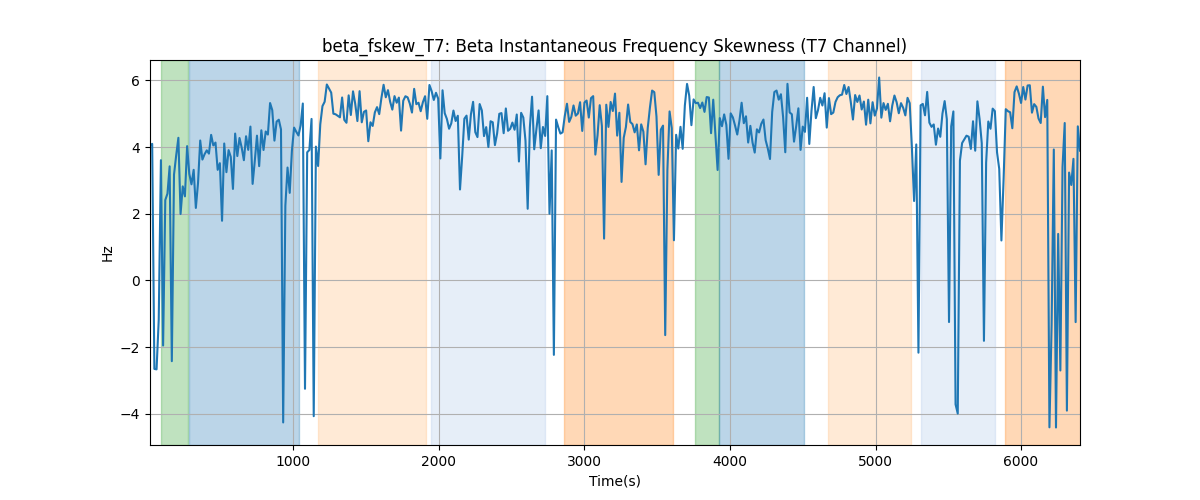 beta_fskew_T7: Beta Instantaneous Frequency Skewness (T7 Channel)
6
4
2
0
−2
−4
Hz
1000 2000 3000 4000 5000 6000
Time(s)